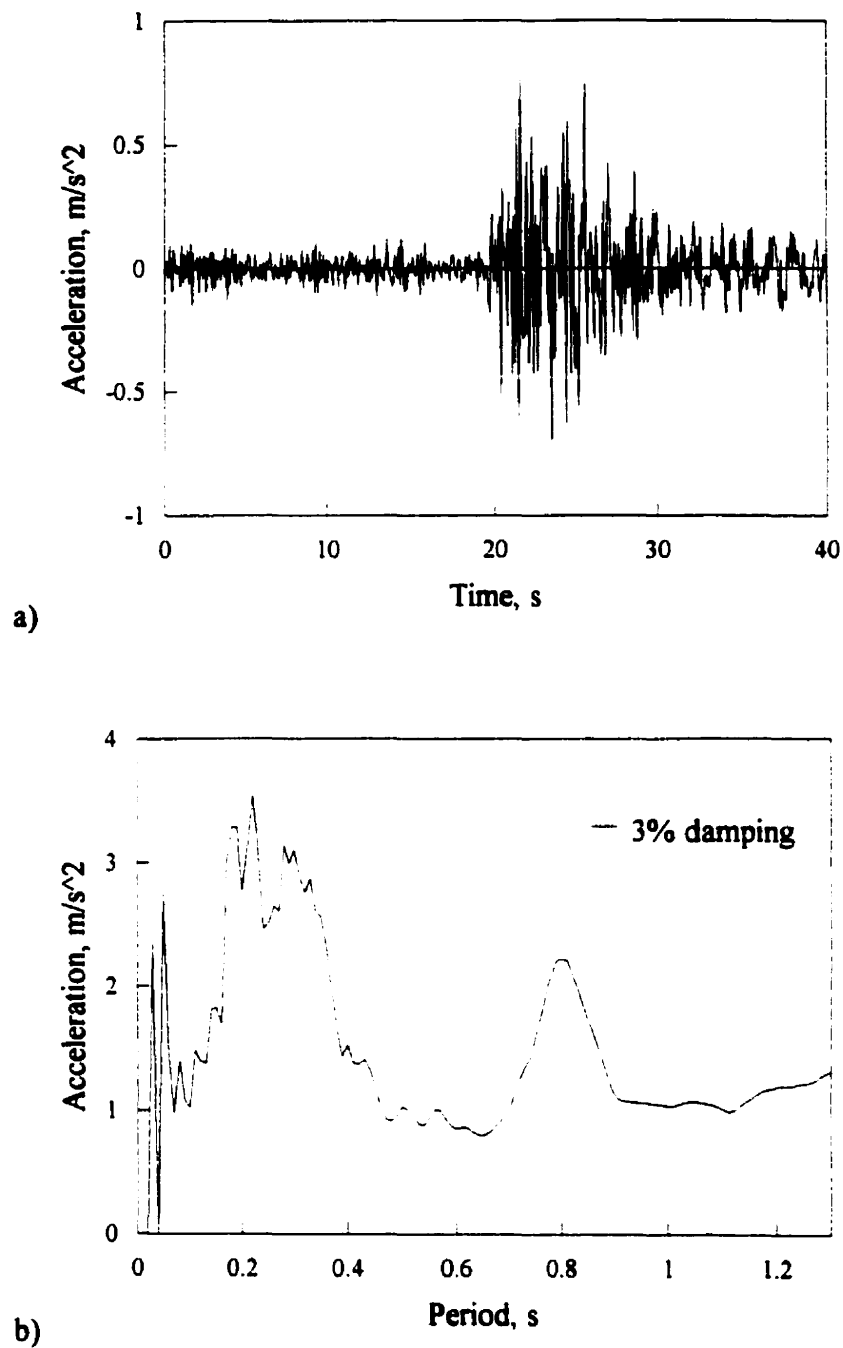 1
0.5
0
-0.5
-1
Acceleration, m/s^2
0 10 20 30 40
Time, s
a)
4
3
2
1
0
Acceleration, m/s^2
3% damping
0 0.2 0.4 0.6 0.8 1 1.2
Period, s
b)